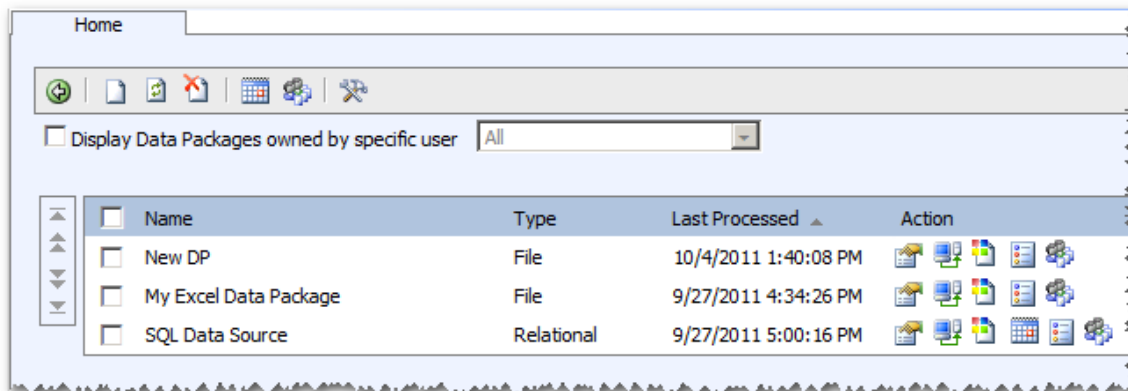 Home
Display Data Packages owned by specific user All
Name Type Last Processed Action
New DP File 10/4/2011 1:40:08 PM
My Excel Data Package File 9/27/2011 4:34:26 PM
SQL Data Source Relational 9/27/2011 5:00:16 PM